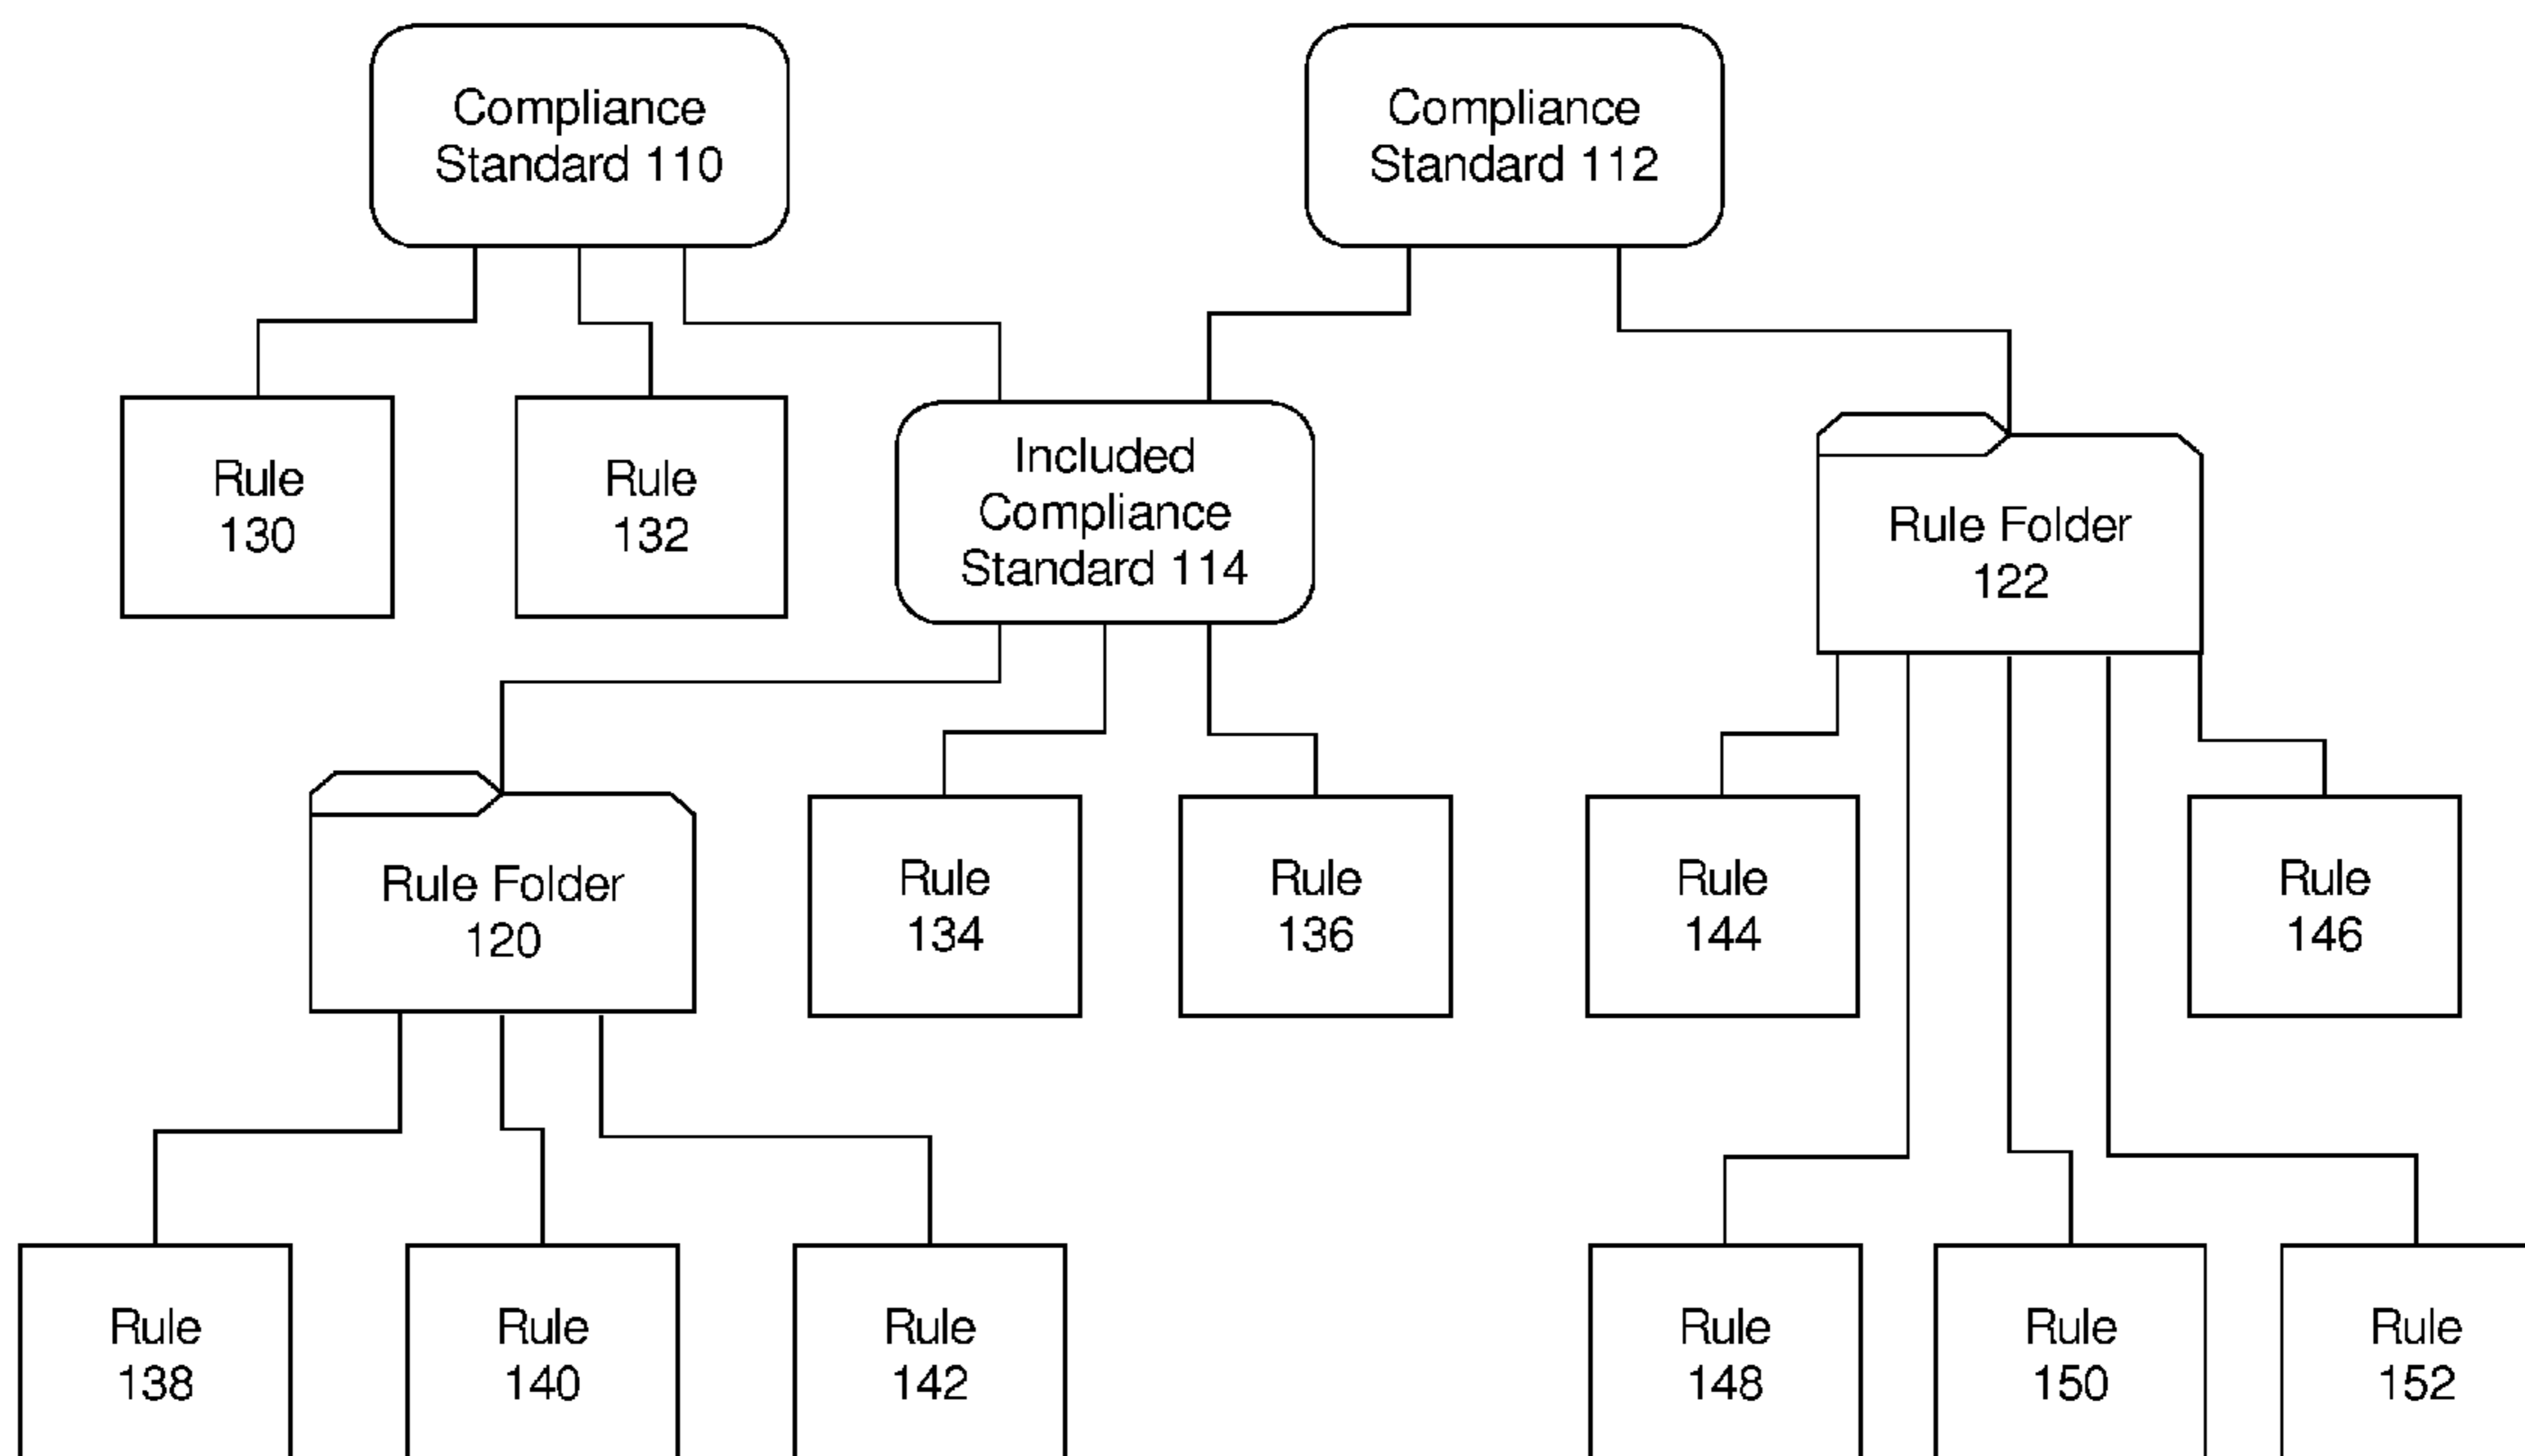 Compliance
Standard 110
Compliance
Standard 112
Rule
130
Rule
132
Included
Compliance
Standard 114
Rule Folder
122
Rule Folder
120
Rule
134
Rule
136
Rule
144
Rule
146
Rule
138
Rule
140
Rule
142
Rule
148
Rule
150
Rule
152